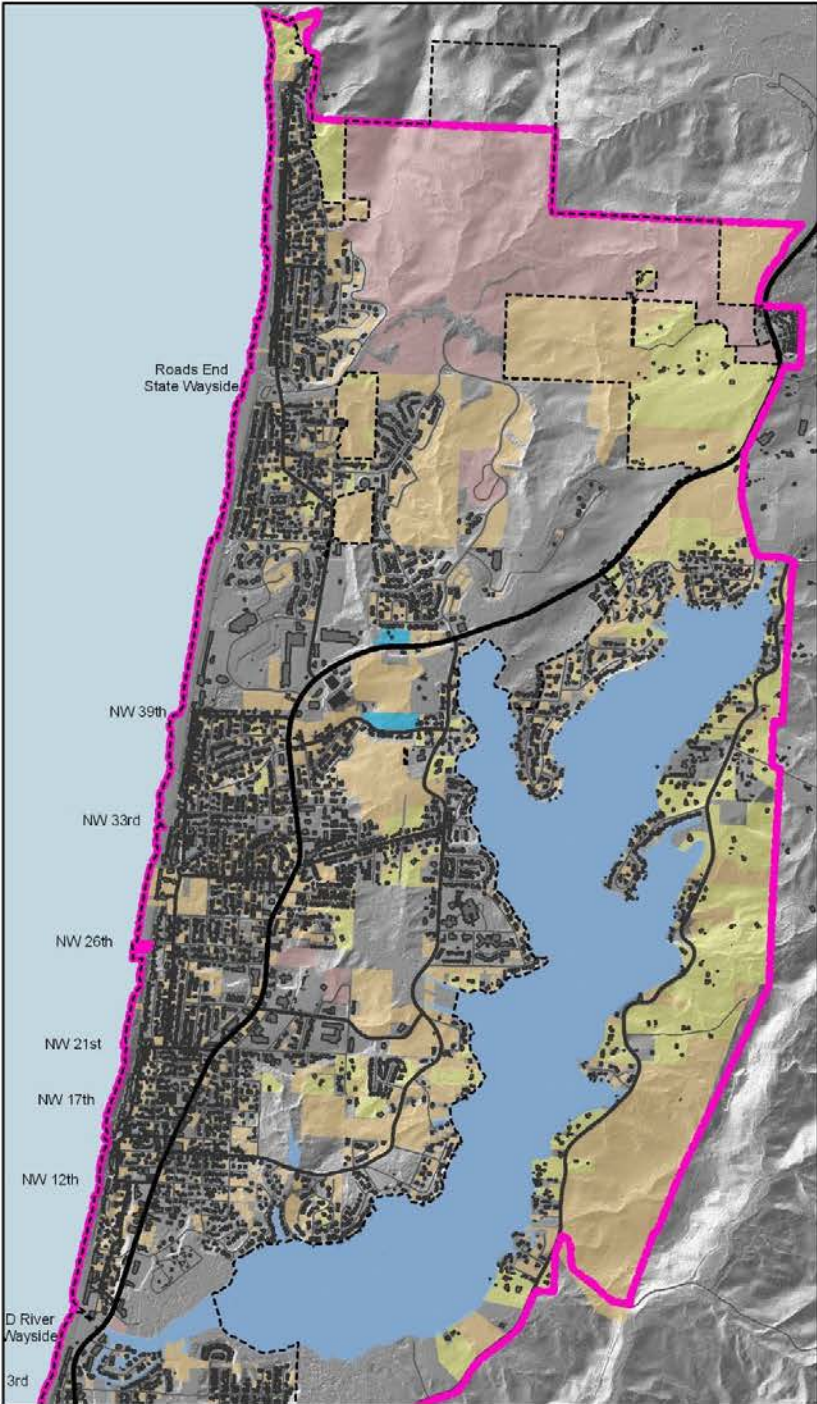 Roads End
State Wayside
NW 39th
NW 33rd
NW 26th
NW 21st
NW 17th
NW 12th
D River
Wayside
3rd